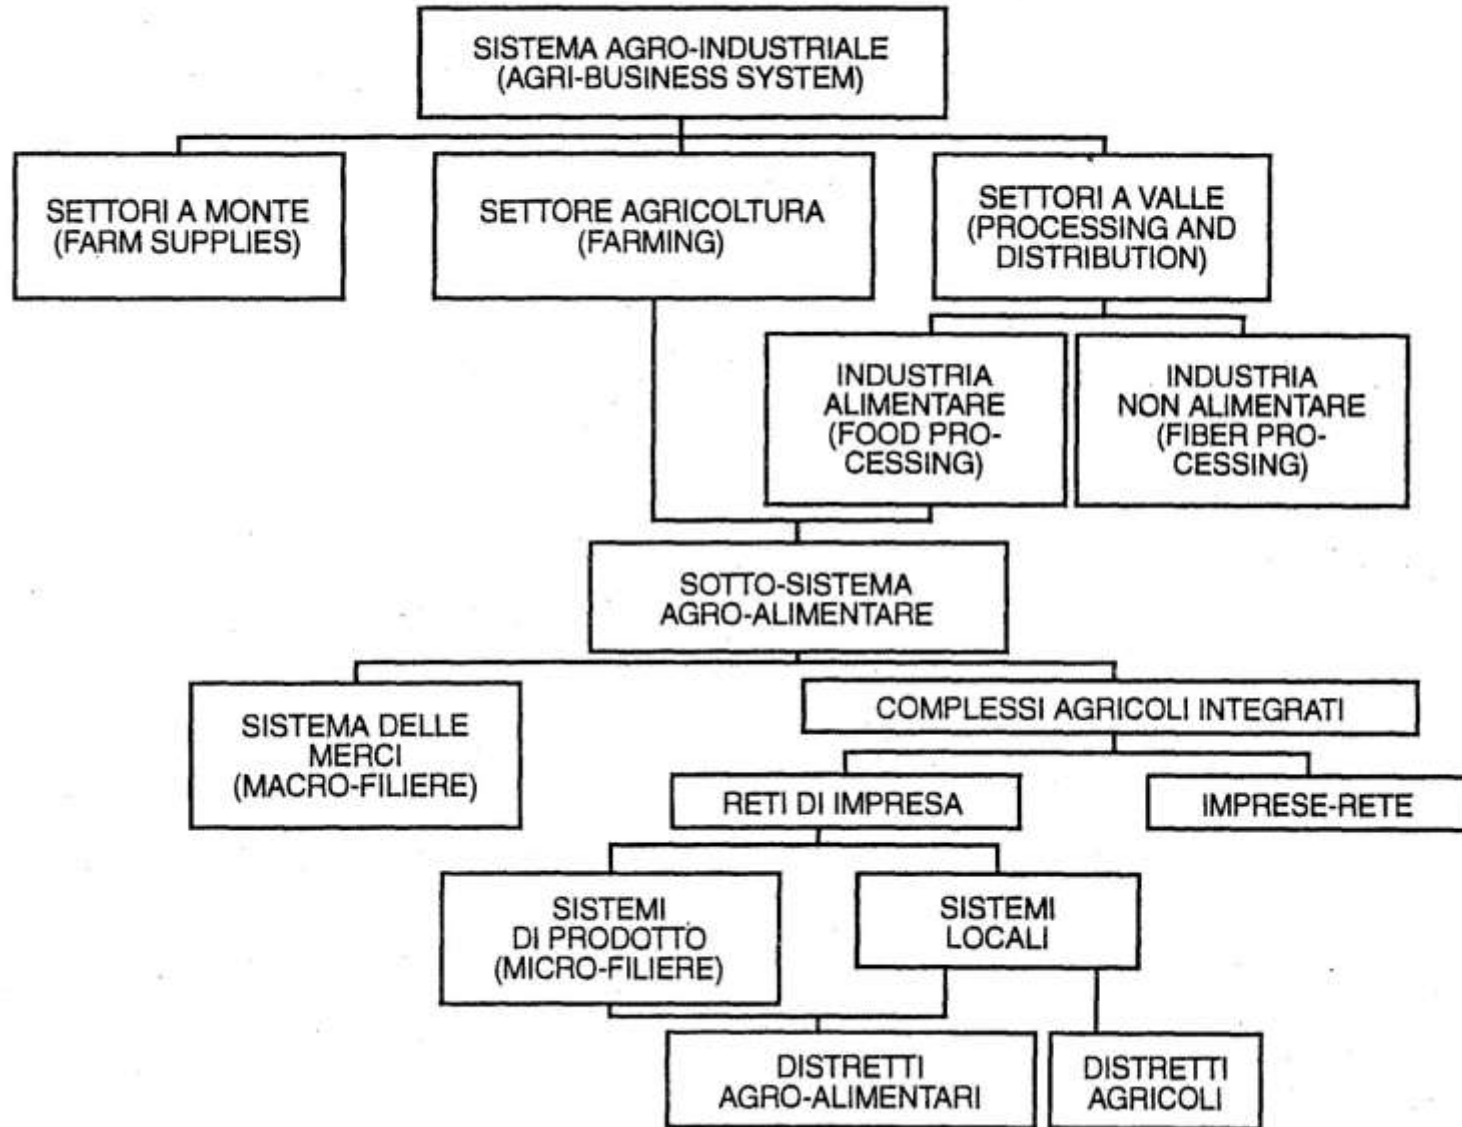 SISTEMA AGRO-INDUSTRIALE
(AGRI-BUSINESS SYSTEM)
SETTORI A MONTE
(FARM SUPPLIES)
SETTORE AGRICOLTURA
(FARMING)
SETTORI A VALLE
(PROCESSING AND
DISTRIBUTION)
INDUSTRIA
ALIMENTARE
(FOOD PRO-
CESSING)
INDUSTRIA
NON ALIMENTARE
(FIBER PRO-
CESSING)
SOTTO-SISTEMA
AGRO-ALIMENTARE
SISTEMA DELLE
MERCI
(MACRO-FILIERE)
COMPLESSI AGRICOLI INTEGRATI
RETI DI IMPRESA
IMPRESE-RETE
SISTEMI
DI PRODOTTO
(MICRO-FILIERE)
SISTEMI
LOCALI
DISTRETTI
AGRO-ALIMENTARI
DISTRETTI
AGRICOLI